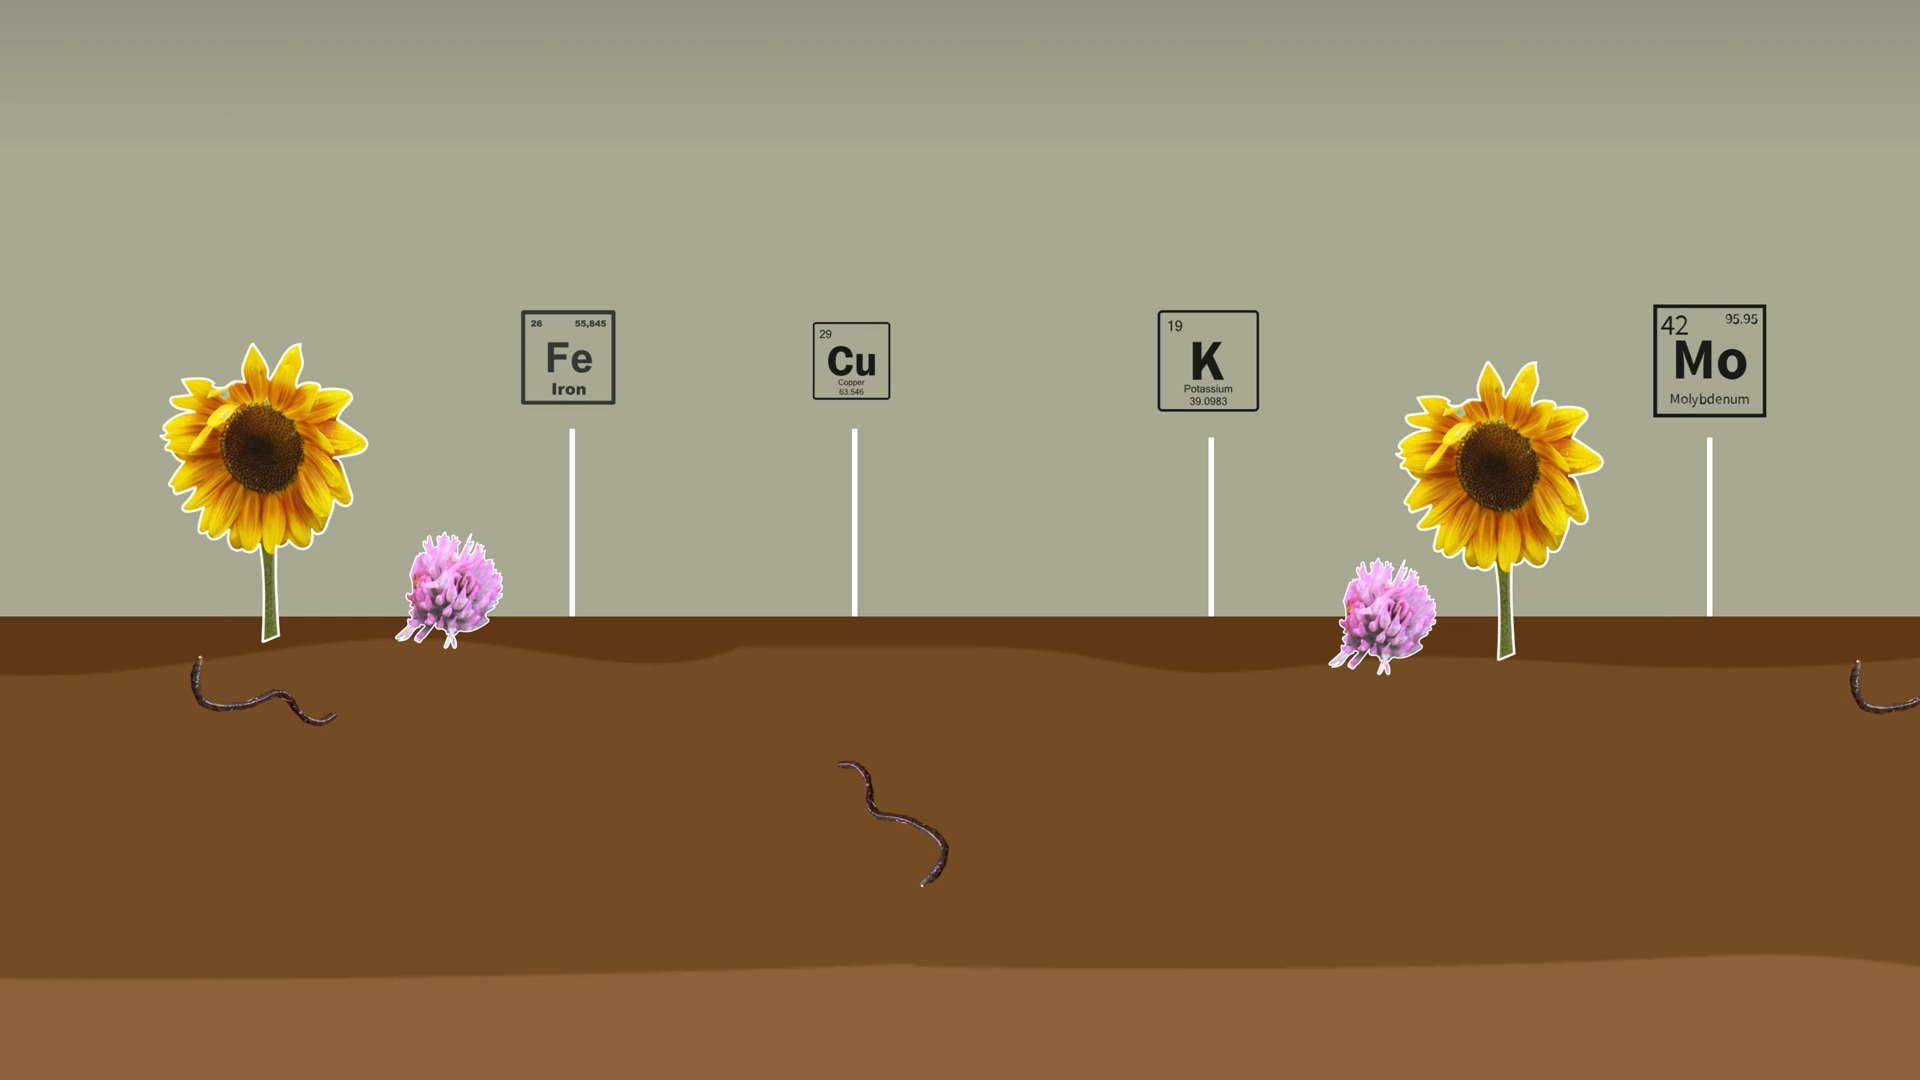 26 55,845
Fe
Iron
29
Cu
Copper
63.546
19
K
Potassium
39.0983
42 95.95
Mo
Molybdenum